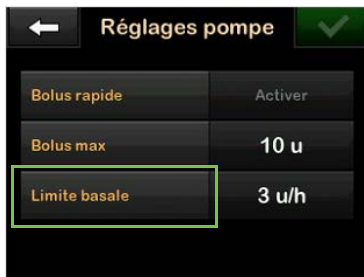 Réglages pompe
Bolus rapide Activer
Bolus max 10 u
Limite basale 3 u/h